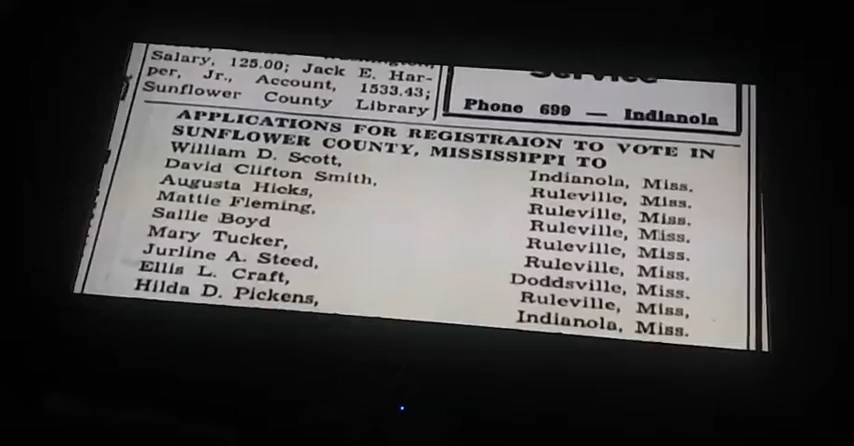 Salary, 125.00; Jack E. Har-
per, Jr., Account, 1533.43;
Sunflower County Library
Service
Phone 699 — Indianola
APPLICATIONS FOR REGISTRAION TO VOTE IN
SUNFLOWER COUNTY, MISSISSIPPI TO
William D. Scott, Indianola, Miss.
David Clifton Smith, Ruleville, Miss.
Augusta Hicks, Ruleville, Miss.
Mattie Fleming, Ruleville, Miss.
Sallie Boyd Ruleville, Miss.
Mary Tucker, Ruleville, Miss.
Jurline A. Steed, Doddsville, Miss.
Ellis L. Craft, Ruleville, Miss,
Hilda D. Pickens, Indianola, Miss.